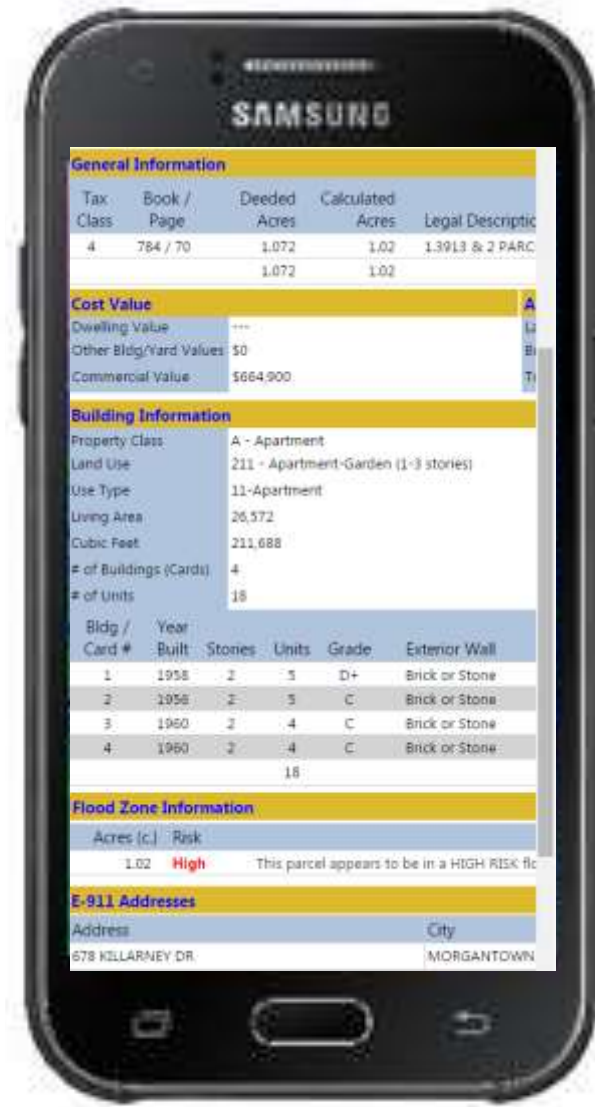 SAMSUNG
General Information
Tax Class Book / Page Deeded Acres Calculated Acres Legal Descriptic
4 784 / 70 1.072 1.02 1.3913 & 2 PARC
1.072 1.02
Cost Value A
Dwelling Value ---
Other Bldg/Yard Values $0
Commercial Value $664,900
Building Information
Property Class A - Apartment
Land Use 211 - Apartment-Garden (1-3 stories)
Use Type 11-Apartment
Living Area 26,572
Cubic Feet 211,688
# of Buildings (Cards) 4
# of Units 18
Bldg / Card # Year Built Stories Units Grade Exterior Wall
1 1958 2 5 D+ Brick or Stone
2 1958 2 5 C Brick or Stone
3 1960 2 4 C Brick or Stone
4 1960 2 4 C Brick or Stone
18
Flood Zone Information
Acres (c.) Risk
1.02 High This parcel appears to be in a HIGH RISK flo
E-911 Addresses
Address City
678 KILLARNEY DR MORGANTOWN